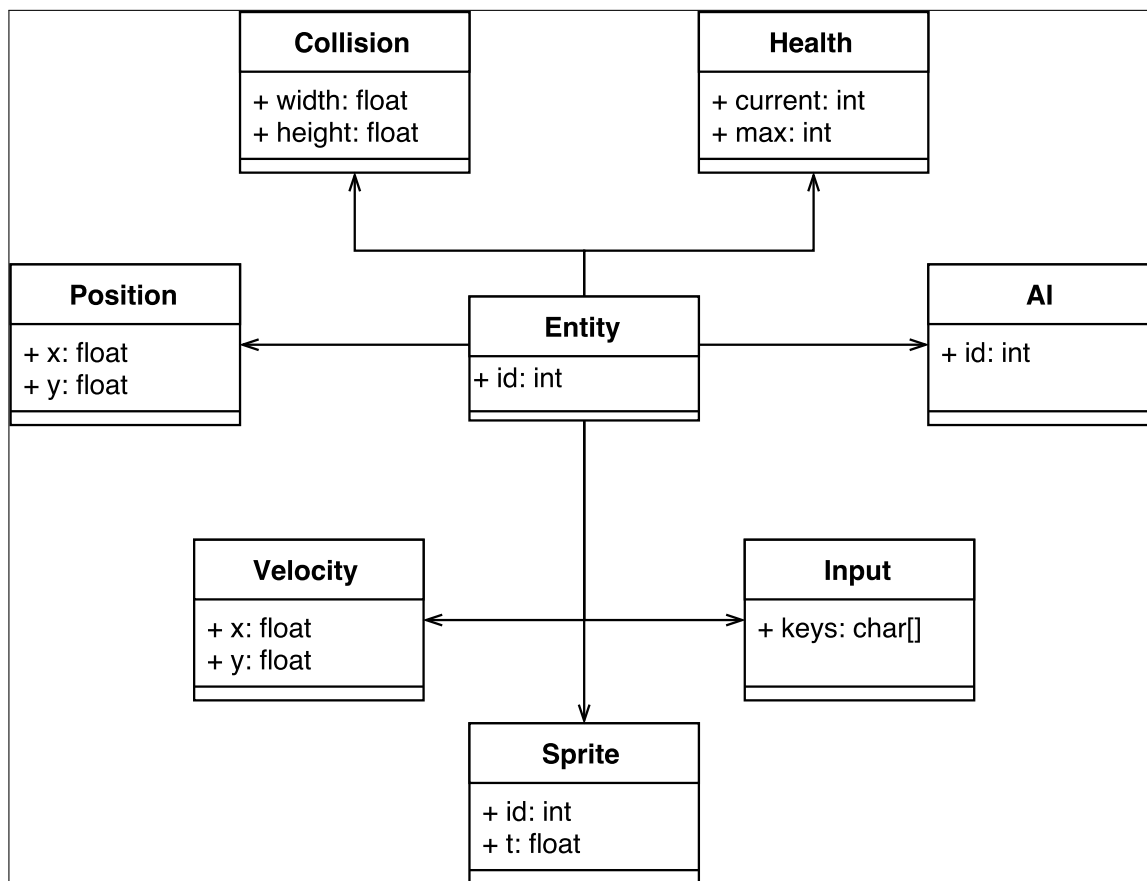 Collision
+ width: float
+ height: float
Health
+ current: int
+ max: int
Position
+ x: float
+ y: float
Entity
+ id: int
AI
+ id: int
Velocity
+ x: float
+ y: float
Input
+ keys: char[]
Sprite
+ id: int
+ t: float